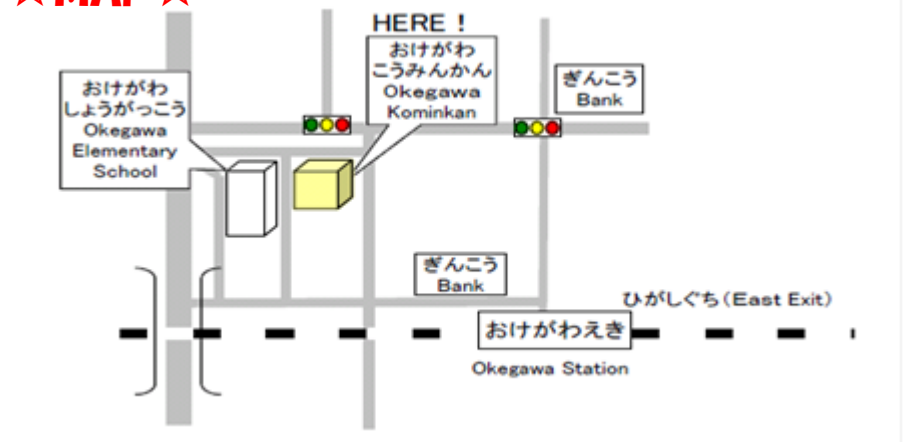 ★MAP★
HERE！
おけがわ
こうみんかん
Okegawa
Kominkan
ぎんこう
Bank
おけがわ
しょうがっこう
Okegawa
Elementary
School
ぎんこう
Bank
ひがしぐち（East Exit）
おけがわえき
Okegawa Station